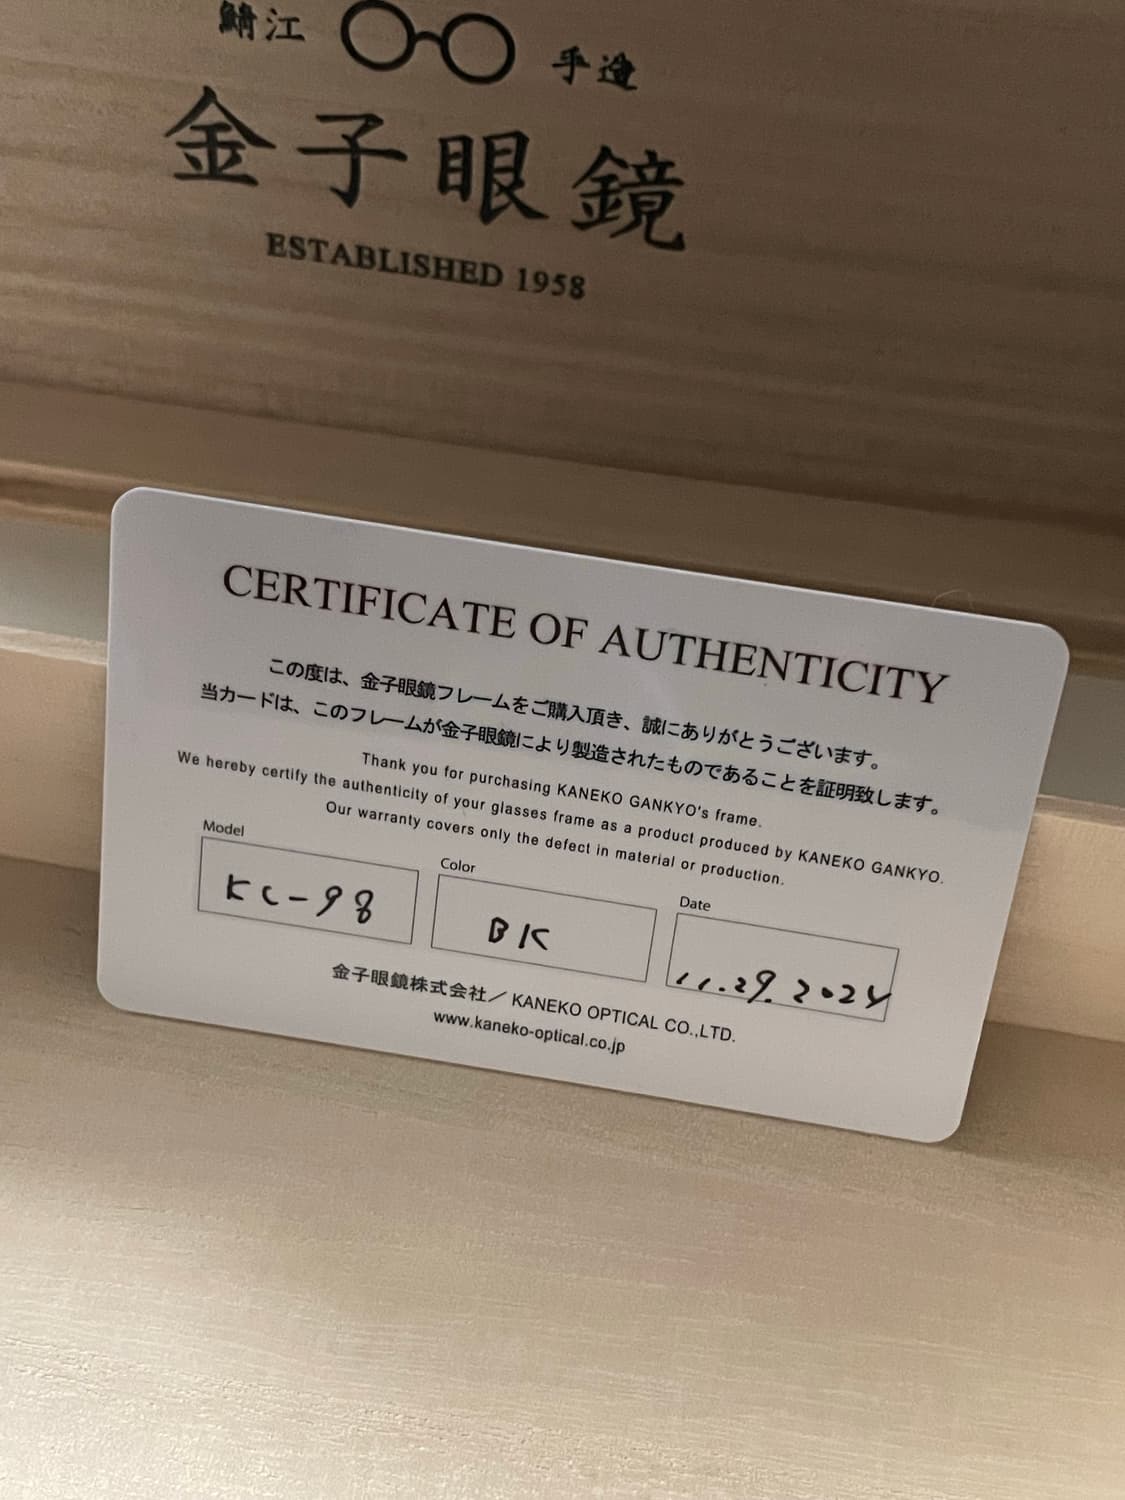 鯖江 手造
金子眼鏡
ESTABLISHED 1958
CERTIFICATE OF AUTHENTICITY
この度は、金子眼鏡フレームをご購入頂き、誠にありがとうございます。
当カードは、このフレームが金子眼鏡により製造されたものであることを証明致します。
Thank you for purchasing KANEKO GANKYO's frame.
We hereby certify the authenticity of your glasses frame as a product produced by KANEKO GANKYO.
Our warranty covers only the defect in material or production.
Model
KC-98
Color
BK
Date
11.29.2024
金子眼鏡株式会社／KANEKO OPTICAL CO.,LTD.
www.kaneko-optical.co.jp